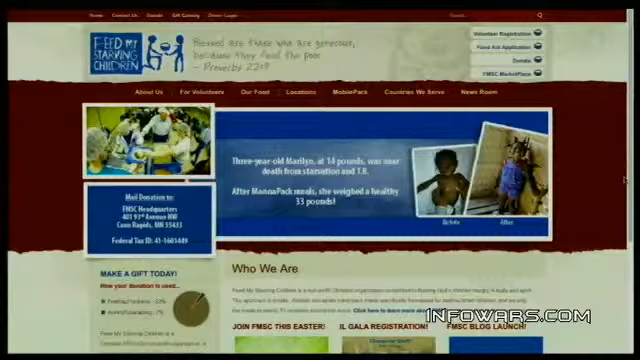 Home Contact Us Donate Gift Catalog Donor Login
FEED MY
STARVING
CHILDREN
Blessed are those who are generous,
because they feed the poor.
— Proverbs 22:9
Volunteer Registration
Food Aid Application
Donate
FMSC MarketPlace
About Us For Volunteers Our Food Locations MobilePack Countries We Serve News Room
Three-year-old Marilyn, at 14 pounds, was near
death from starvation and T.B.
After MannaPack meals, she weighed a healthy
33 pounds!
Before After
Mail Donation to:
FMSC Headquarters
401 93rd Avenue NW
Coon Rapids, MN 55433
Federal Tax ID: 41-1601449
MAKE A GIFT TODAY!
How your donation is used...
Who We Are
JOIN FMSC THIS EASTER!
IL GALA REGISTRATION!
FMSC BLOG LAUNCH!
INFOWARS.COM